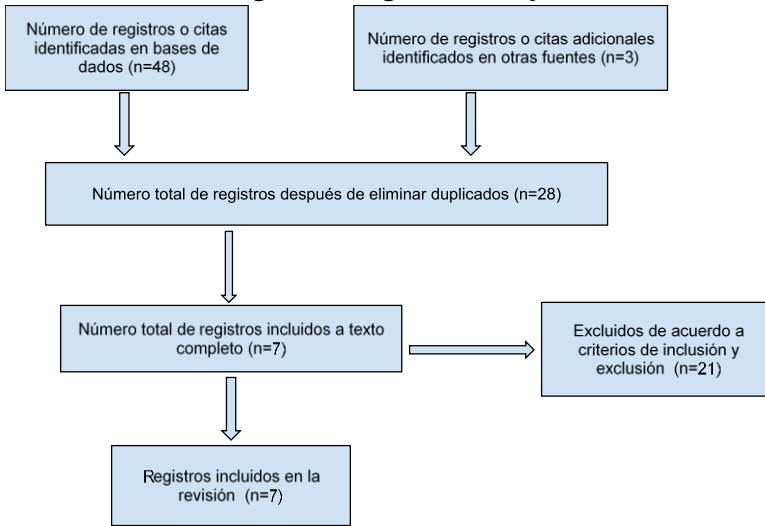 Número de registros o citas
identificadas en bases de
dados (n=48)
Número de registros o citas adicionales
identificados en otras fuentes (n=3)
Número total de registros después de eliminar duplicados (n=28)
Número total de registros incluidos a texto
completo (n=7)
Excluidos de acuerdo a
criterios de inclusión y
exclusión (n=21)
Registros incluidos en la
revisión (n=7)